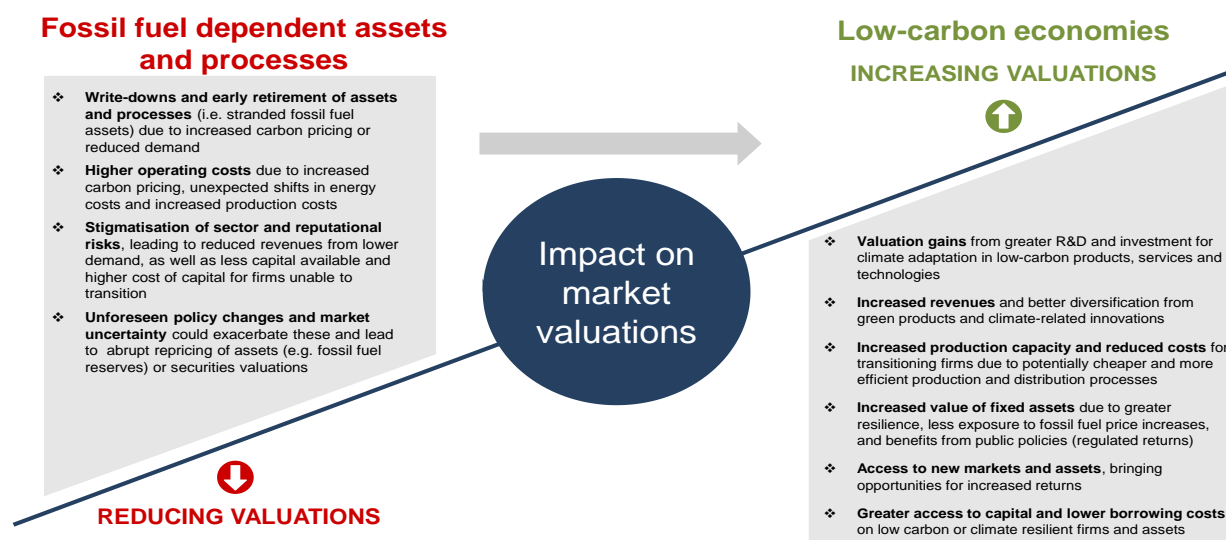 Fossil fuel dependent assets
and processes
❖ Write-downs and early retirement of assets
and processes (i.e. stranded fossil fuel
assets) due to increased carbon pricing or
reduced demand
❖ Higher operating costs due to increased
carbon pricing, unexpected shifts in energy
costs and increased production costs
❖ Stigmatisation of sector and reputational
risks, leading to reduced revenues from lower
demand, as well as less capital available and
higher cost of capital for firms unable to
transition
❖ Unforeseen policy changes and market
uncertainty could exacerbate these and lead
to abrupt repricing of assets (e.g. fossil fuel
reserves) or securities valuations
REDUCING VALUATIONS
Impact on
market
valuations
Low-carbon economies
INCREASING VALUATIONS
❖ Valuation gains from greater R&D and investment for
climate adaptation in low-carbon products, services and
technologies
❖ Increased revenues and better diversification from
green products and climate-related innovations
❖ Increased production capacity and reduced costs for
transitioning firms due to potentially cheaper and more
efficient production and distribution processes
❖ Increased value of fixed assets due to greater
resilience, less exposure to fossil fuel price increases,
and benefits from public policies (regulated returns)
❖ Access to new markets and assets, bringing
opportunities for increased returns
❖ Greater access to capital and lower borrowing costs
on low carbon or climate resilient firms and assets